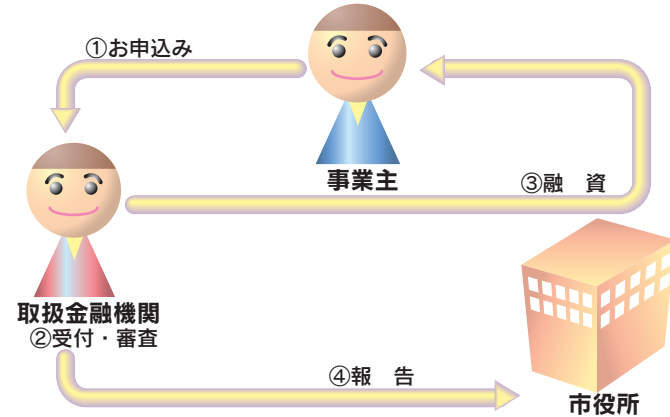 ①お申込み
事業主
③融　資
取扱金融機関
②受付・審査
④報　告
市役所